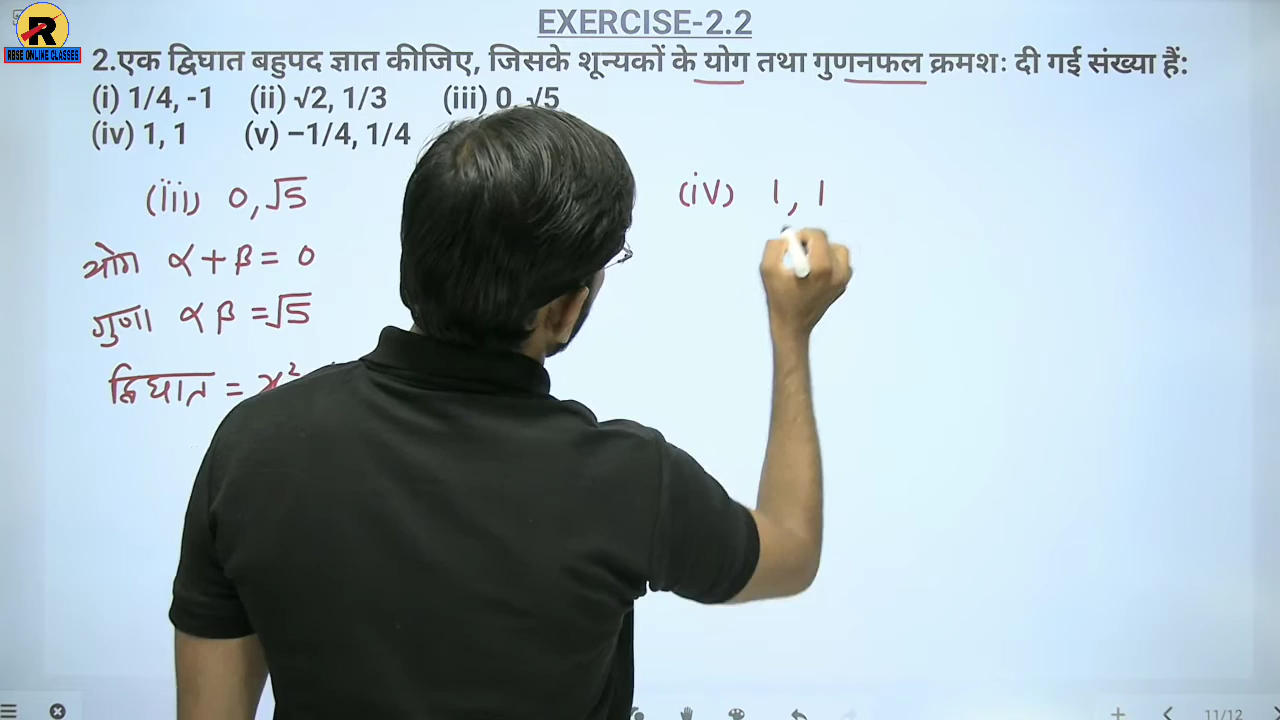 R
RBSE ONLINE CLASSES
EXERCISE-2.2
2.एक द्विघात बहुपद ज्ञात कीजिए, जिसके शून्यकों के योग तथा गुणनफल क्रमशः दी गई संख्या हैं:
(i) 1/4, -1 (ii) √2, 1/3 (iii) 0, √5
(iv) 1, 1 (v) –1/4, 1/4
(iii) 0, √5
योग α + β = 0
गुणा α β = √5
द्विघात = x²
(iv) 1, 1
11/12